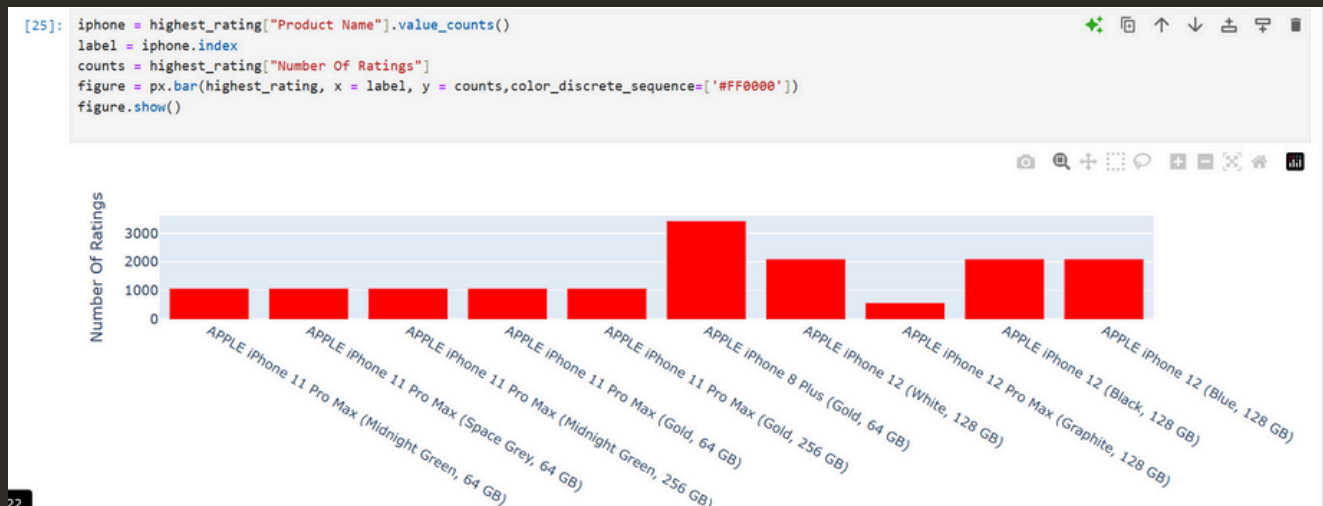 [25]: iphone = highest_rating["Product Name"].value_counts()
label = iphone.index
counts = highest_rating["Number Of Ratings"]
figure = px.bar(highest_rating, x = label, y = counts,color_discrete_sequence=['#FF0000'])
figure.show()
Number Of Ratings
3000
2000
1000
0
APPLE iPhone 11 Pro Max (Midnight Green, 64 GB)
APPLE iPhone 11 Pro Max (Space Grey, 64 GB)
APPLE iPhone 11 Pro Max (Midnight Green, 256 GB)
APPLE iPhone 11 Pro Max (Gold, 64 GB)
APPLE iPhone 11 Pro Max (Gold, 256 GB)
APPLE iPhone 8 Plus (Gold, 64 GB)
APPLE iPhone 12 (White, 128 GB)
APPLE iPhone 12 Pro Max (Graphite, 128 GB)
APPLE iPhone 12 (Black, 128 GB)
APPLE iPhone 12 (Blue, 128 GB)
22